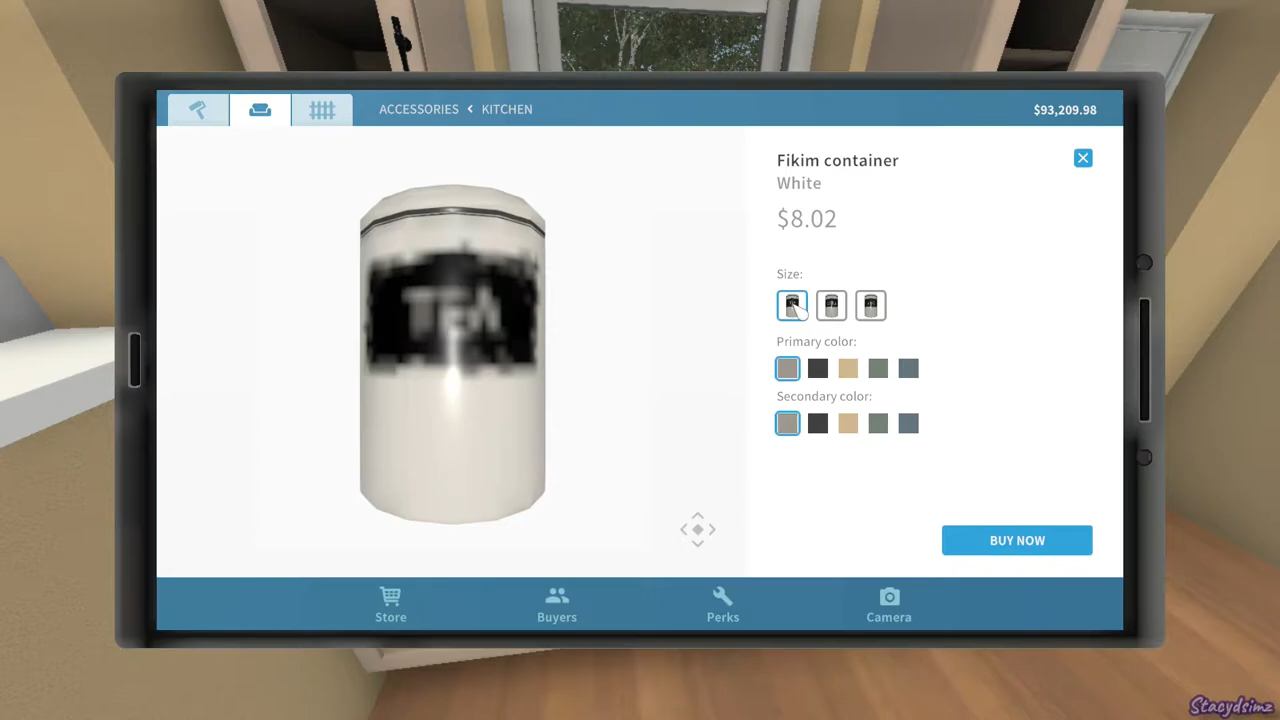 ACCESSORIES < KITCHEN
$93,209.98
Fikim container
White
$8.02
TEA
Size:
Primary color:
Secondary color:
BUY NOW
Store
Buyers
Perks
Camera
Stacydsimz